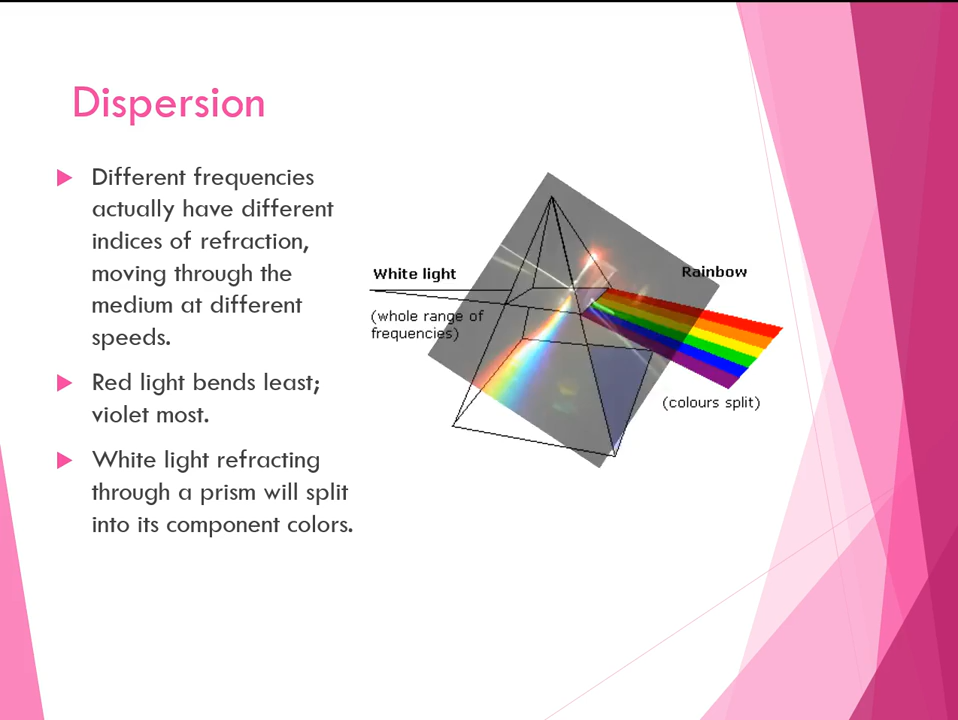 Dispersion
Different frequencies
actually have different
indices of refraction,
moving through the
medium at different
speeds.
Red light bends least;
violet most.
White light refracting
through a prism will split
into its component colors.
White light
(whole range of
frequencies)
Rainbow
(colours split)